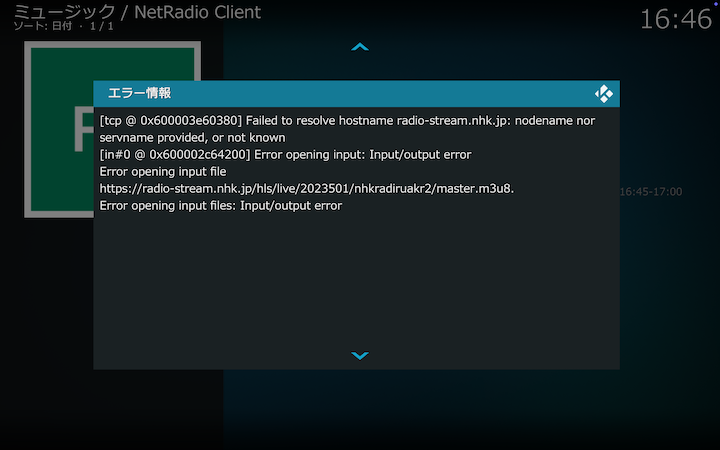 ミュージック / NetRadio Client
ソート: 日付 · 1 / 1
16:46
エラー情報
[tcp @ 0x600003e60380] Failed to resolve hostname radio-stream.nhk.jp: nodename nor
servname provided, or not known
[in#0 @ 0x600002c64200] Error opening input: Input/output error
Error opening input file
https://radio-stream.nhk.jp/hls/live/2023501/nhkradiruakr2/master.m3u8.
Error opening input files: Input/output error
16:45-17:00